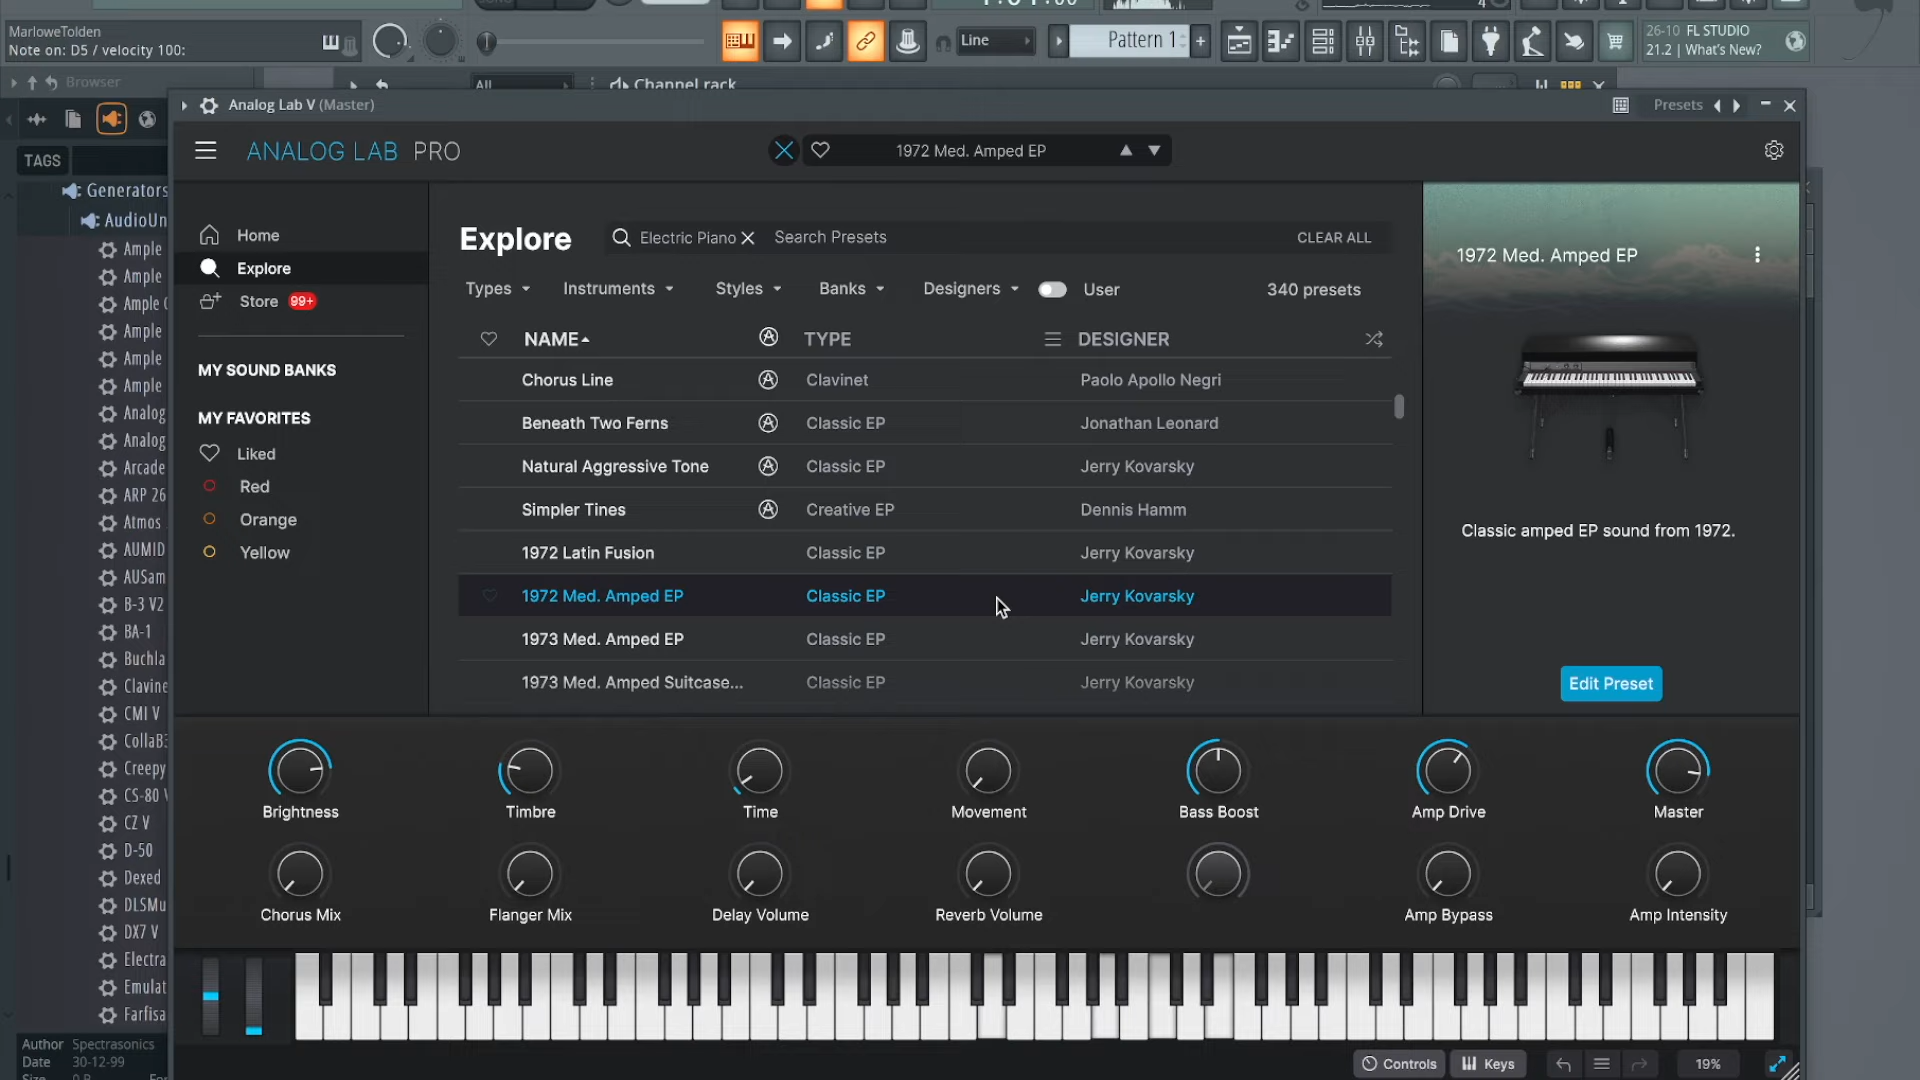 MarloweTolden
Note on: D5 / velocity 100:
Line
Pattern 1
+
26-10 FL STUDIO
21.2 | What's New?
Browser
All
Channel rack
Analog Lab V (Master)
Presets
TAGS
ANALOG LAB PRO
1972 Med. Amped EP
Generators
AudioUn
Ample
Ample
Ample
Ample
Ample
Ample
Analog
Analog
Arcade
ARP 26
Atmos
AUMID
AUSam
B-3 V2
BA-1
Buchla
Clavine
CMI V
CollaB3
Creepy
CS-80 V
CZ V
D-50
Dexed
DLSMu
DX7 V
Electra
Emulat
Farfisa
Author Spectrasonics
Date 30-12-99
Home
Explore
Store 99+
MY SOUND BANKS
MY FAVORITES
Liked
Red
Orange
Yellow
Explore
Electric Piano
Search Presets
CLEAR ALL
Types Instruments Styles Banks Designers User 340 presets
NAME TYPE DESIGNER
Chorus Line Clavinet Paolo Apollo Negri
Beneath Two Ferns Classic EP Jonathan Leonard
Natural Aggressive Tone Classic EP Jerry Kovarsky
Simpler Tines Creative EP Dennis Hamm
1972 Latin Fusion Classic EP Jerry Kovarsky
1972 Med. Amped EP Classic EP Jerry Kovarsky
1973 Med. Amped EP Classic EP Jerry Kovarsky
1973 Med. Amped Suitcase... Classic EP Jerry Kovarsky
1972 Med. Amped EP
Classic amped EP sound from 1972.
Edit Preset
Brightness Timbre Time Movement Bass Boost Amp Drive Master
Chorus Mix Flanger Mix Delay Volume Reverb Volume Amp Bypass Amp Intensity
Controls Keys 19%